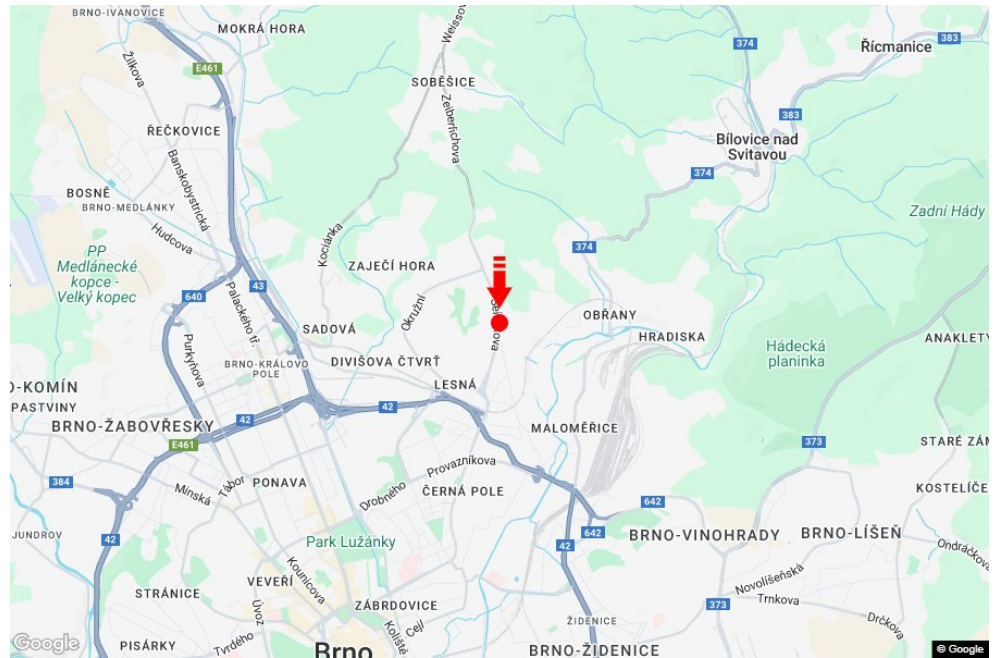 BRNO-IVANOVICE
MOKRÁ HORA
Weissov
374
383
Řícmanice
Žilkova
E461
SOBĚŠICE
Zeiberlichova
383
ŘEČKOVICE
Bílovice nad
Svitavou
Banskobystrická
374
BOSNĚ
BRNO-MEDLÁNKY
Zadní Hády
Hudcova
Kociánka
374
PP
Medlánecké
kopce -
Velký kopec
ZAJEČÍ HORA
43
640
Palackého tř.
Okružní
OBŘANY
SADOVÁ
HRADISKA
ANAKLETY
Purkyňova
DIVIŠOVA ČTVRŤ
Hádecká
planinka
BRNO-KRÁLOVO
POLE
O-KOMÍN
LESNÁ
PASTVINY
42
42
BRNO-ŽABOVŘESKY
MALOMĚŘICE
E461
373
STARÉ ZÁM
Provazníkova
384
Minská
Tábor
PONAVA
Drobného
ČERNÁ POLE
KOSTELÍČE
642
JUNDROV
42
Park Lužánky
42
642
BRNO-VINOHRADY
BRNO-LÍŠEŇ
Ondráčkov
VEVEŘÍ
Kounicova
STRÁNICE
Úvoz
ZÁBRDOVICE
Novolíšeňská
373
Trnkova
Koliště
Cejl
ŽIDENICE
Drčkova
Google
PISÁRKY
Tvrdého
Brno
BRNO-ŽIDENICE
© Google